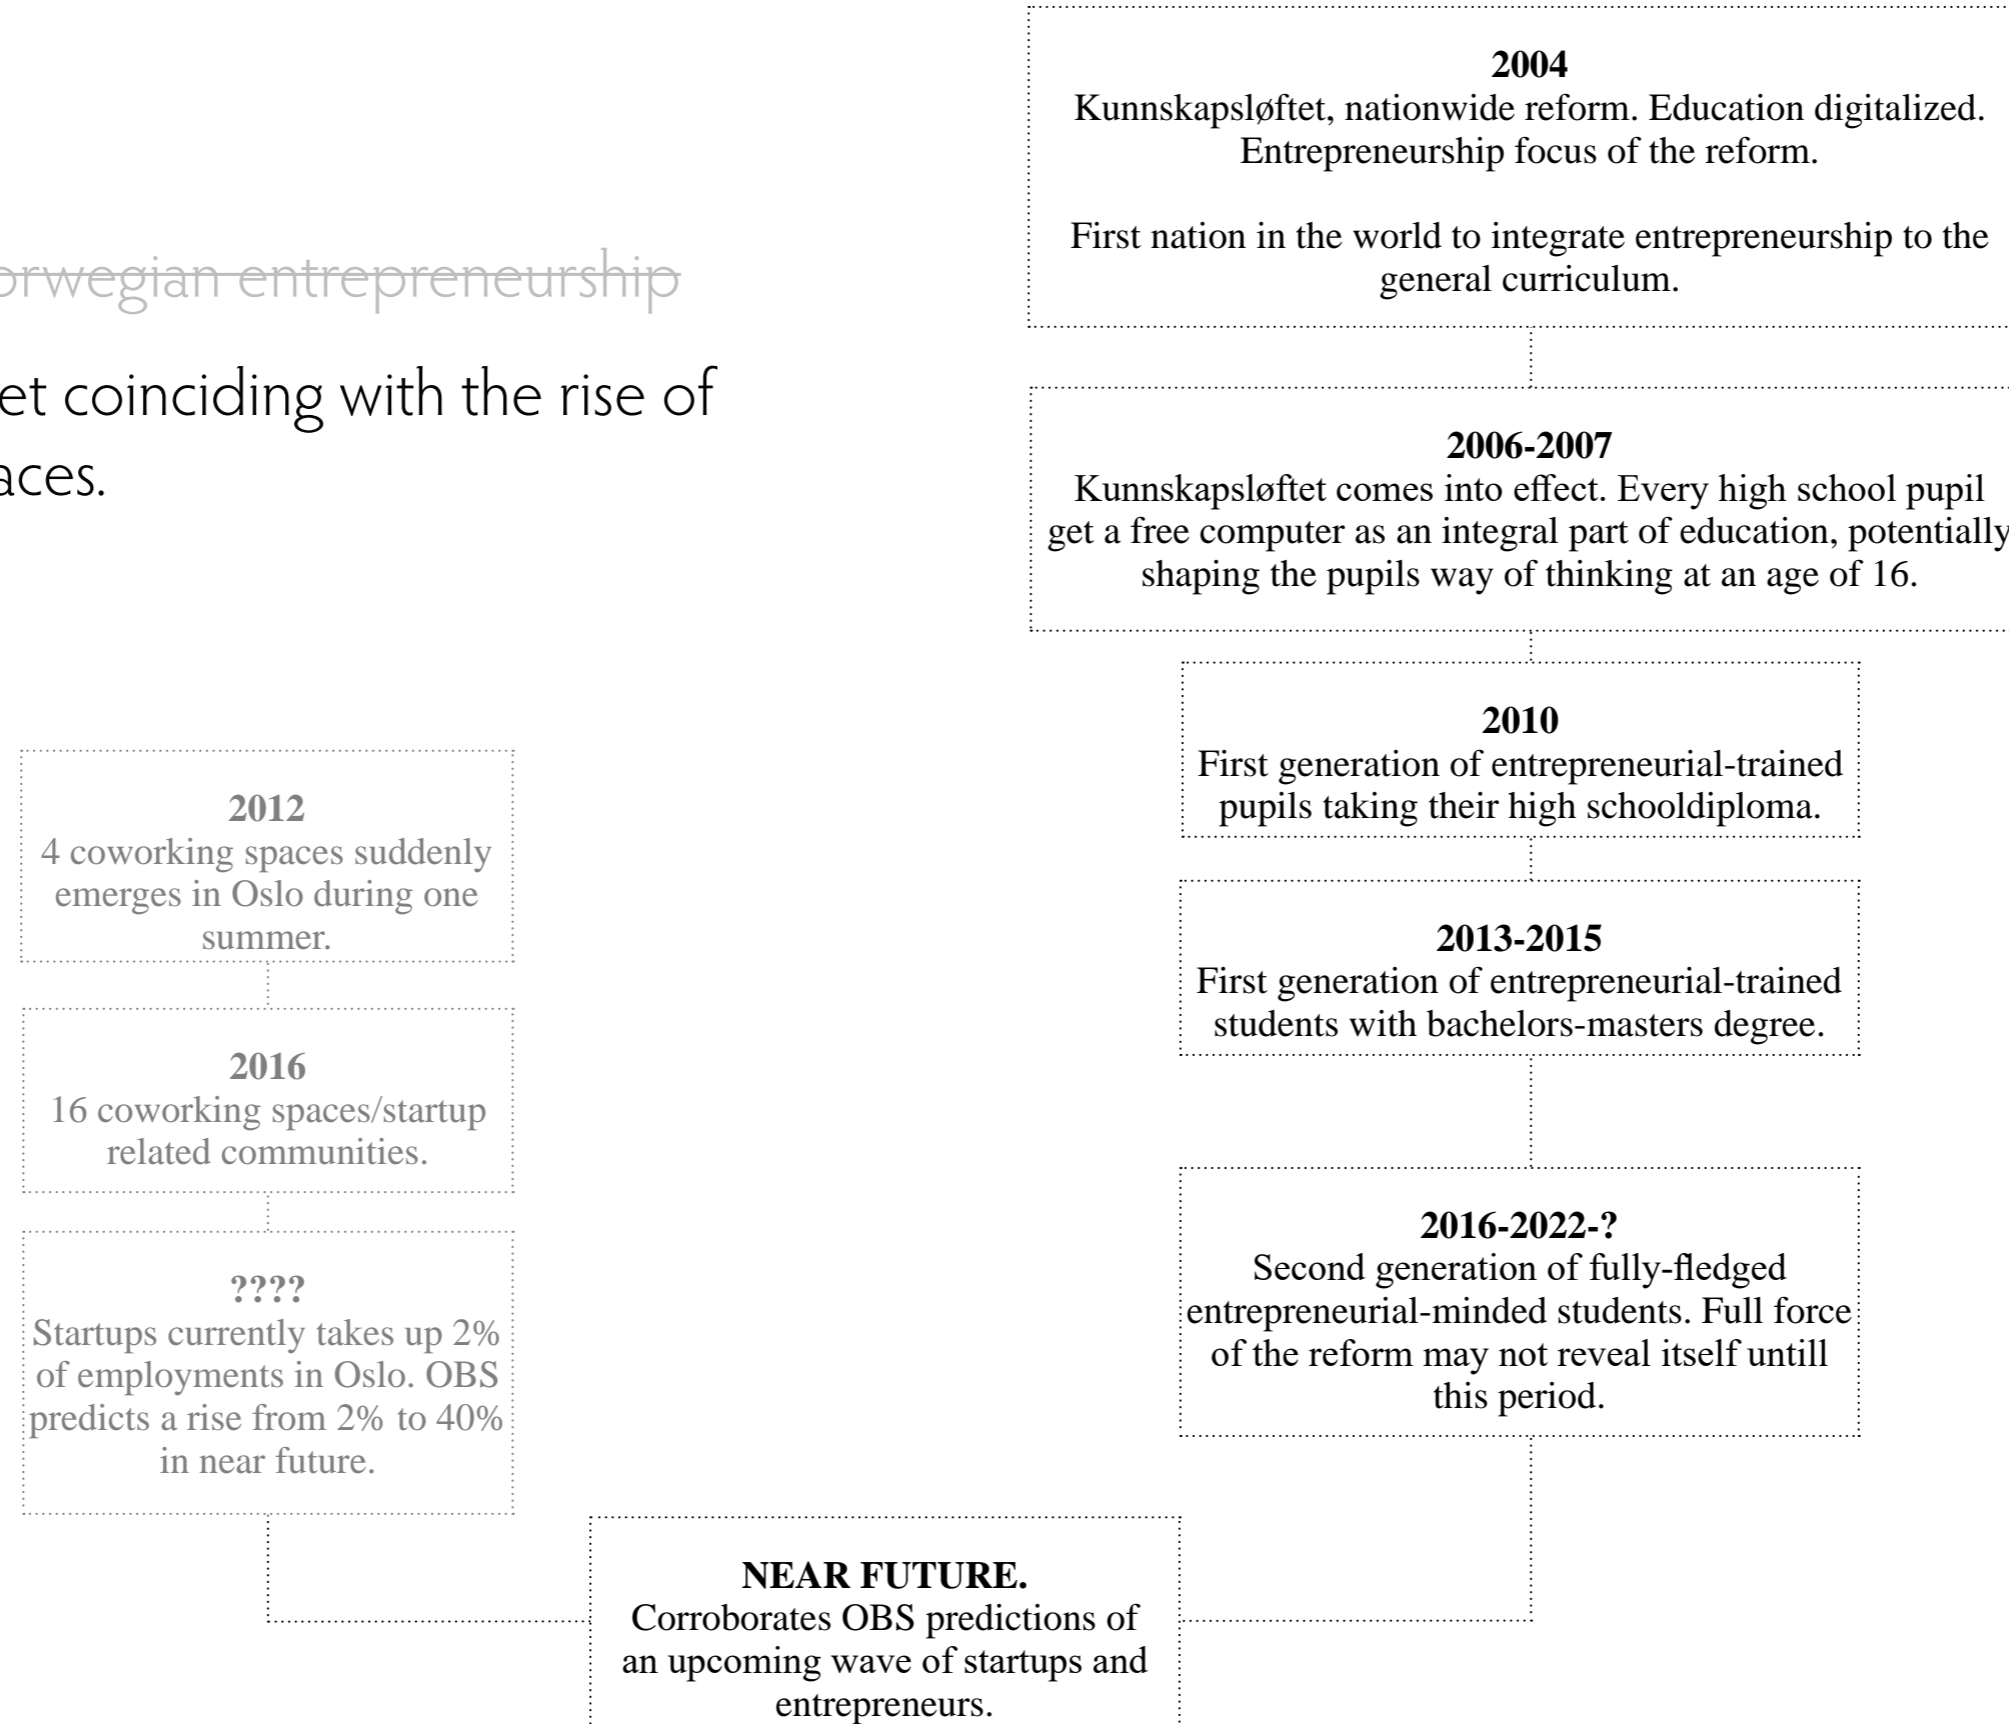 orwegian entrepreneurship
et coinciding with the rise of
aces.
2012
4 coworking spaces suddenly
emerges in Oslo during one
summer.
2016
16 coworking spaces/startup
related communities.
????
Startups currently takes up 2%
of employments in Oslo. OBS
predicts a rise from 2% to 40%
in near future.
2004
Kunnskapsløftet, nationwide reform. Education digitalized.
Entrepreneurship focus of the reform.
First nation in the world to integrate entrepreneurship to the
general curriculum.
2006-2007
Kunnskapsløftet comes into effect. Every high school pupil
get a free computer as an integral part of education, potentially
shaping the pupils way of thinking at an age of 16.
2010
First generation of entrepreneurial-trained
pupils taking their high schooldiploma.
2013-2015
First generation of entrepreneurial-trained
students with bachelors-masters degree.
2016-2022-?
Second generation of fully-fledged
entrepreneurial-minded students. Full force
of the reform may not reveal itself untill
this period.
NEAR FUTURE.
Corroborates OBS predictions of
an upcoming wave of startups and
entrepreneurs.